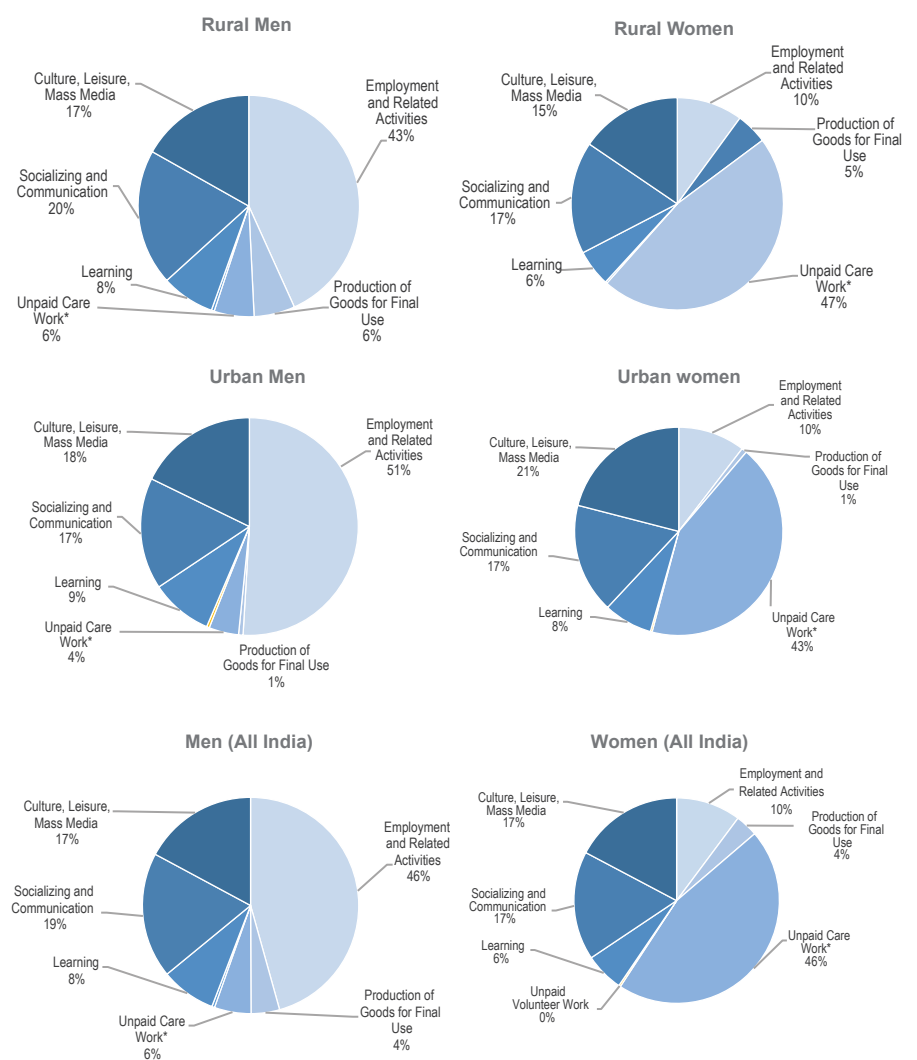 Rural Men
Culture, Leisure,
Mass Media
17%
Employment
and Related
Activities
43%
Socializing and
Communication
20%
Learning
8%
Unpaid Care
Work*
6%
Production of
Goods for Final
Use
6%
Rural Women
Employment
and Related
Activities
10%
Culture, Leisure,
Mass Media
15%
Production of
Goods for Final
Use
5%
Socializing and
Communication
17%
Learning
6%
Unpaid Care
Work*
47%
Urban Men
Culture, Leisure,
Mass Media
18%
Employment
and Related
Activities
51%
Socializing and
Communication
17%
Learning
9%
Unpaid Care
Work*
4%
Production of
Goods for Final Use
1%
Urban women
Employment
and Related
Activities
10%
Culture, Leisure,
Mass Media
21%
Production of
Goods for Final
Use
1%
Socializing and
Communication
17%
Learning
8%
Unpaid Care
Work*
43%
Men (All India)
Culture, Leisure,
Mass Media
17%
Employment
and Related
Activities
46%
Socializing and
Communication
19%
Learning
8%
Unpaid Care
Work*
6%
Production of
Goods for Final
Use
4%
Women (All India)
Employment and
Related Activities
10%
Culture, Leisure,
Mass Media
17%
Production of
Goods for Final
Use
4%
Socializing and
Communication
17%
Learning
6%
Unpaid
Volunteer Work
0%
Unpaid Care
Work*
46%